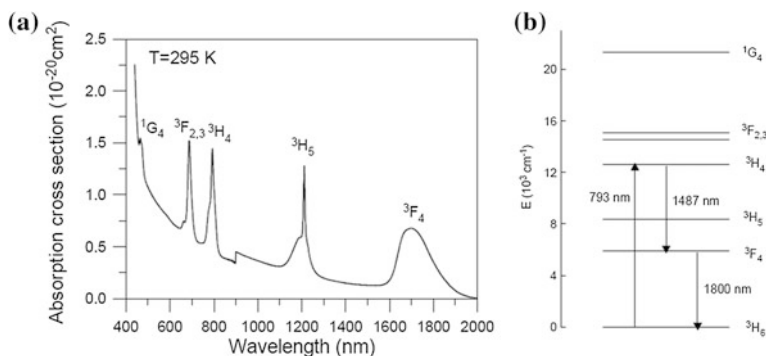 (a)
Absorption cross section (10⁻²⁰cm²)
2.5
2.0
1.5
1.0
0.5
0.0
T=295 K
¹G₄
³F₂,₃
³H₄
³H₅
³F₄
400 600 800 1000 1200 1400 1600 1800 2000
Wavelength (nm)
(b)
E (10³ cm⁻¹)
20
16
12
8
4
0
¹G₄
³F₂,₃
³H₄
³H₅
³F₄
³H₆
793 nm
1487 nm
1800 nm